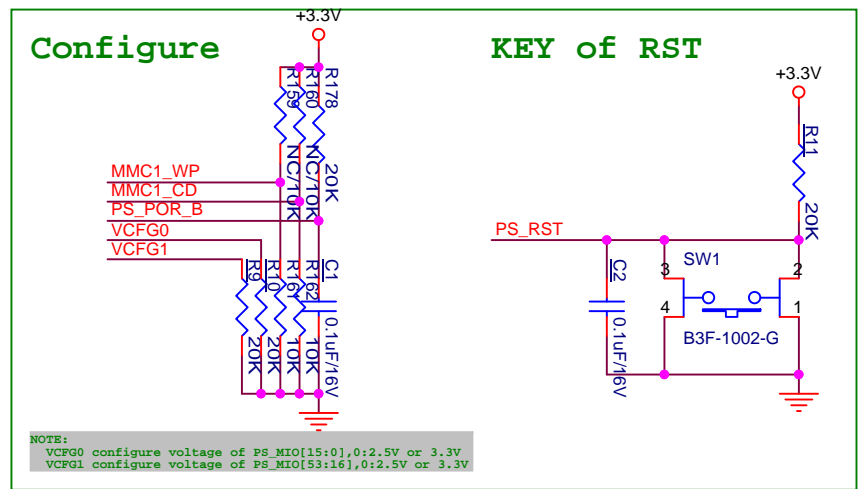 +3.3V
Configure
KEY of RST
+3.3V
R159
R160
R178
NC/10K
NC/10K
20K
R11
20K
MMC1_WP
MMC1_CD
PS_POR_B
VCFG0
VCFG1
PS_RST
R9
R10
R161
R162
C1
20K
20K
10K
10K
0.1uF/16V
C2
0.1uF/16V
3
SW1
2
4
1
B3F-1002-G
NOTE:
VCFG0 configure voltage of PS_MIO[15:0],0:2.5V or 3.3V
VCFG1 configure voltage of PS_MIO[53:16],0:2.5V or 3.3V